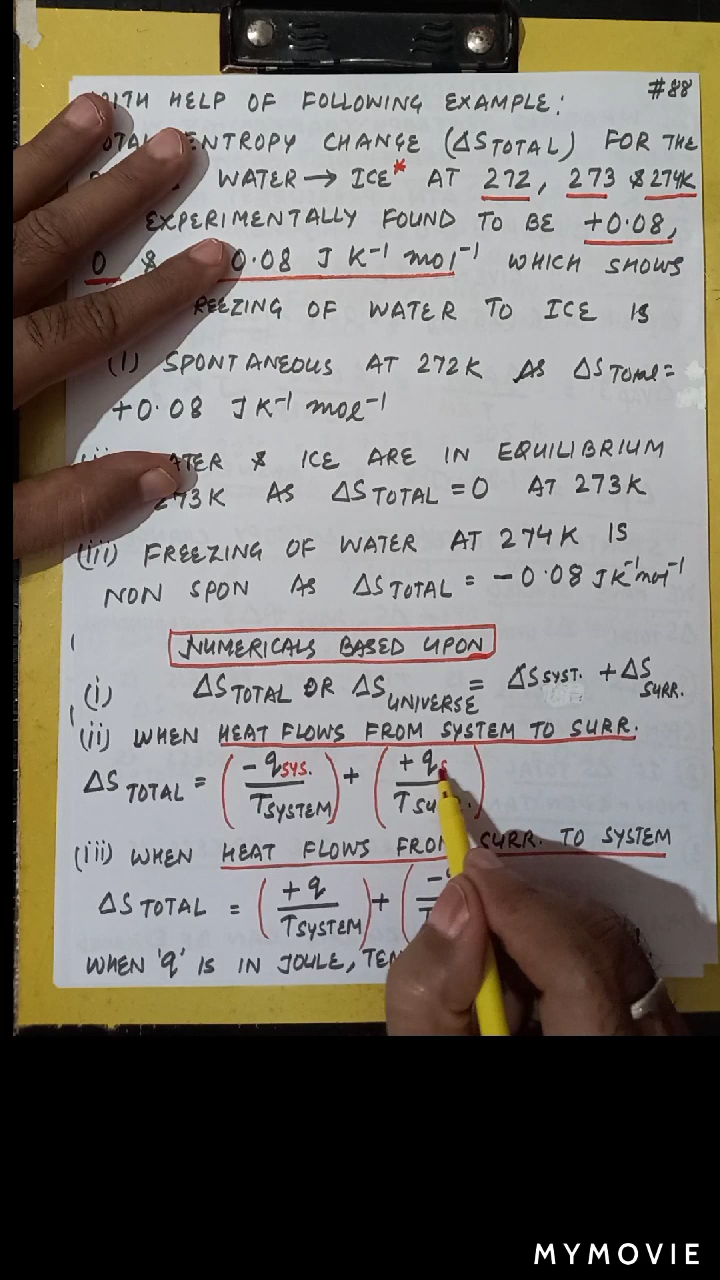 #88
WITH HELP OF FOLLOWING EXAMPLE:
ENTROPY CHANGE (ΔS TOTAL) FOR THE
WATER → ICE* AT 272, 273 & 274K
EXPERIMENTALLY FOUND TO BE +0.08,
0 & 0.08 J K⁻¹ mol⁻¹ WHICH SHOWS
REEZING OF WATER TO ICE IS
(i) SPONTANEOUS AT 272K AS ΔS TOTAL =
+0.08 JK⁻¹ mol⁻¹
ATER & ICE ARE IN EQUILIBRIUM
273K AS ΔS TOTAL = 0 AT 273K
(iii) FREEZING OF WATER AT 274K IS
NON SPON AS ΔS TOTAL = -0.08 JK⁻¹mol⁻¹
NUMERICALS BASED UPON
(i) ΔS TOTAL OR ΔS UNIVERSE = ΔS SYST. + ΔS SURR.
(ii) WHEN HEAT FLOWS FROM SYSTEM TO SURR.
ΔS TOTAL = (-q SYS. / T SYSTEM) + (+q S / T SU .)
(iii) WHEN HEAT FLOWS FROM SURR. TO SYSTEM
ΔS TOTAL = (+q / T SYSTEM) + (-
WHEN 'q' IS IN JOULE,
MYMOVIE